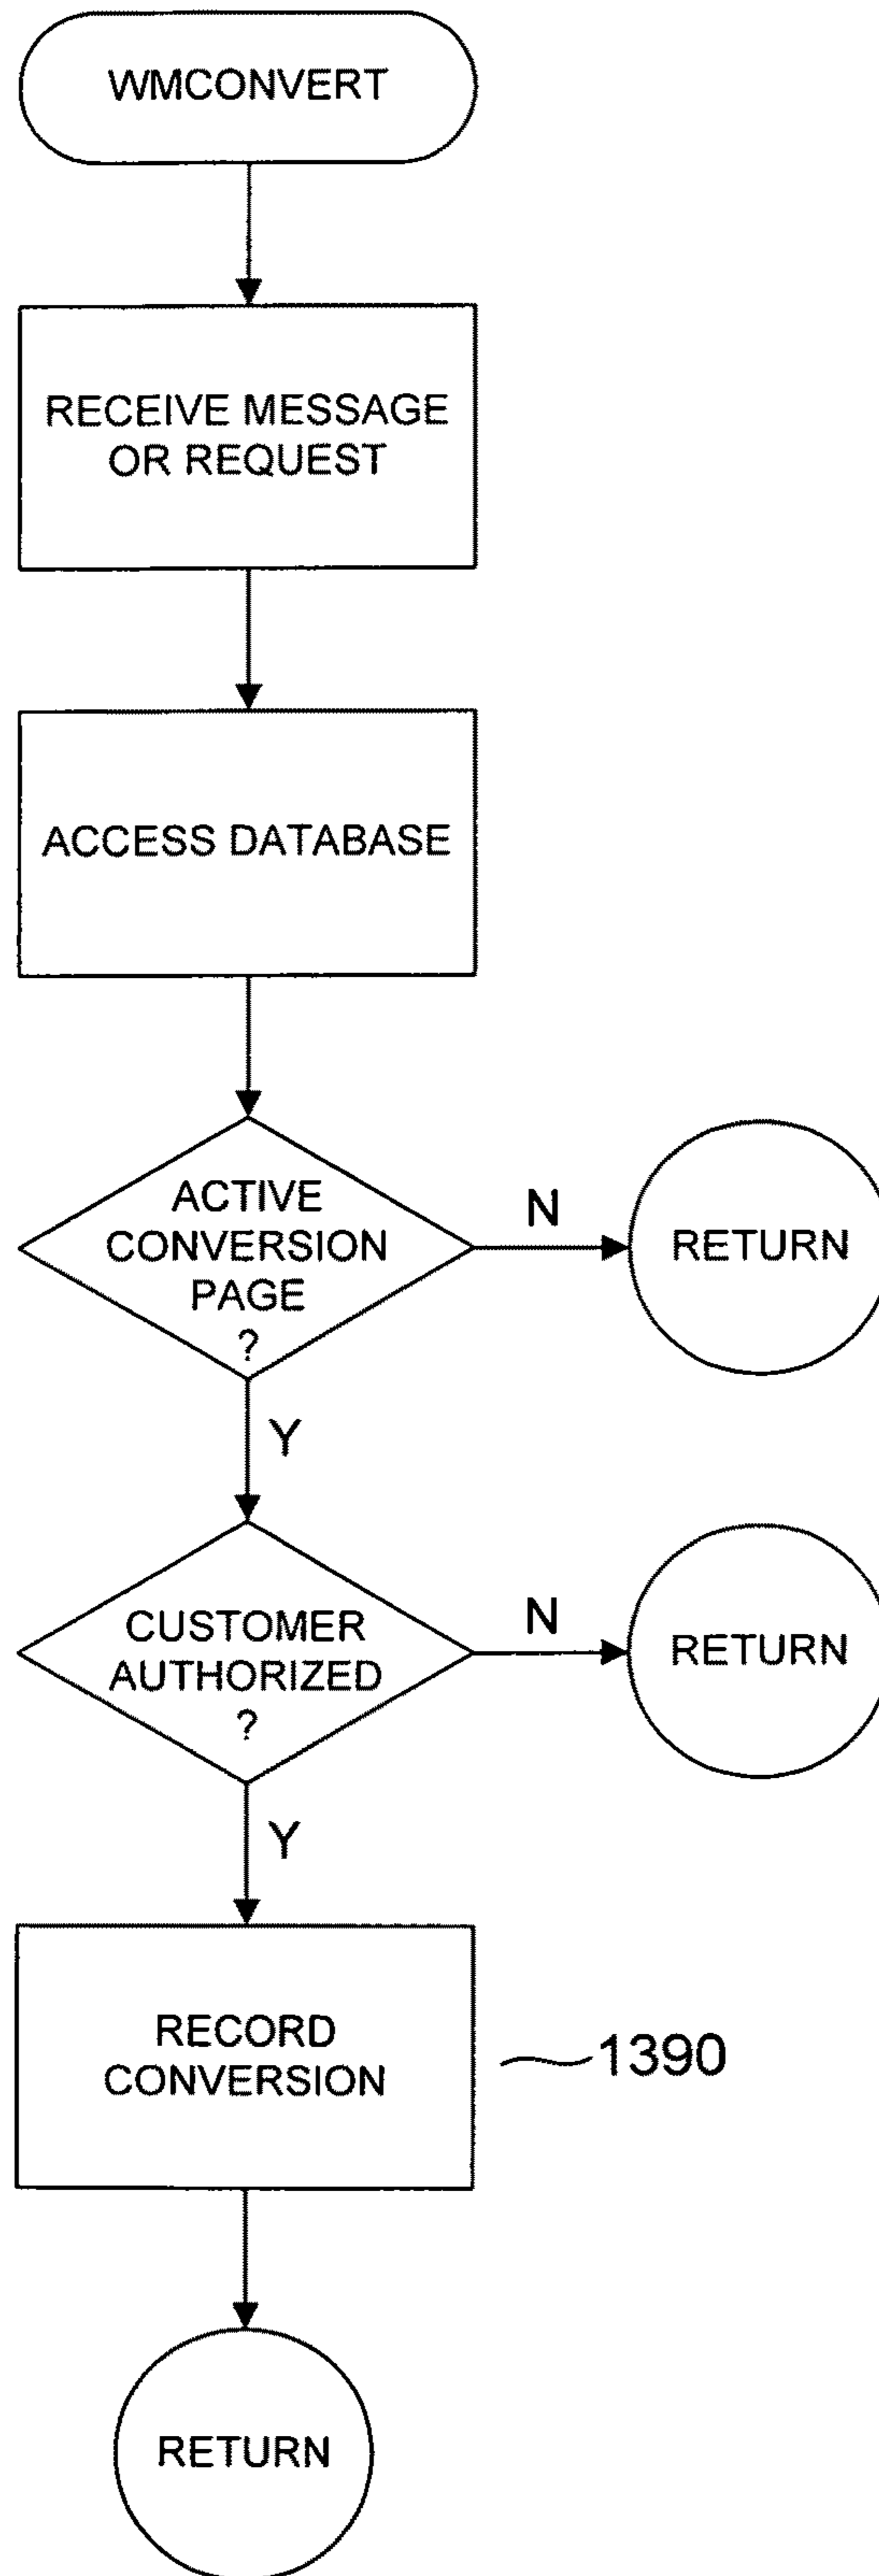 WMCONVERT
RECEIVE MESSAGE
OR REQUEST
ACCESS DATABASE
ACTIVE
CONVERSION
PAGE
?
N
RETURN
Y
CUSTOMER
AUTHORIZED
?
N
RETURN
Y
RECORD
CONVERSION
1390
RETURN